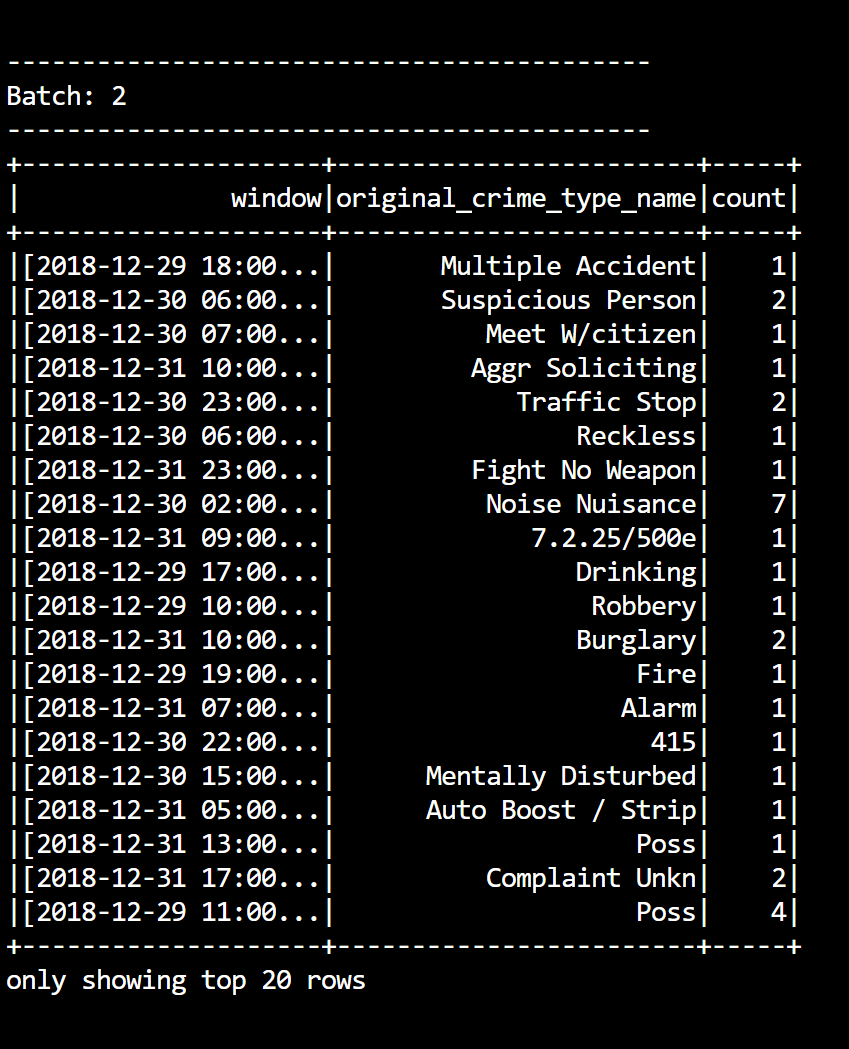 -------------------------------------------
Batch: 2
-------------------------------------------
+--------------------+------------------------+-----+
|              window|original_crime_type_name|count|
+--------------------+------------------------+-----+
|[2018-12-29 18:00...|       Multiple Accident|    1|
|[2018-12-30 06:00...|       Suspicious Person|    2|
|[2018-12-30 07:00...|          Meet W/citizen|    1|
|[2018-12-31 10:00...|         Aggr Soliciting|    1|
|[2018-12-30 23:00...|            Traffic Stop|    2|
|[2018-12-30 06:00...|                Reckless|    1|
|[2018-12-31 23:00...|         Fight No Weapon|    1|
|[2018-12-30 02:00...|          Noise Nuisance|    7|
|[2018-12-31 09:00...|             7.2.25/500e|    1|
|[2018-12-29 17:00...|                Drinking|    1|
|[2018-12-29 10:00...|                 Robbery|    1|
|[2018-12-31 10:00...|                Burglary|    2|
|[2018-12-29 19:00...|                    Fire|    1|
|[2018-12-31 07:00...|                   Alarm|    1|
|[2018-12-30 22:00...|                     415|    1|
|[2018-12-30 15:00...|      Mentally Disturbed|    1|
|[2018-12-31 05:00...|      Auto Boost / Strip|    1|
|[2018-12-31 13:00...|                    Poss|    1|
|[2018-12-31 17:00...|          Complaint Unkn|    2|
|[2018-12-29 11:00...|                    Poss|    4|
+--------------------+------------------------+-----+
only showing top 20 rows